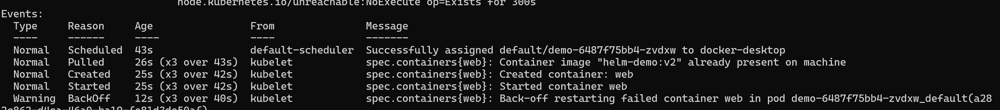 node.kubernetes.io/unreachable:NoExecute op=Exists for 300s
Events:
Type Reason Age From Message
---- ------ ---- ---- -------
Normal Scheduled 43s default-scheduler Successfully assigned default/demo-6487f75bb4-zvdxw to docker-desktop
Normal Pulled 26s (x3 over 43s) kubelet spec.containers{web}: Container image "helm-demo:v2" already present on machine
Normal Created 25s (x3 over 42s) kubelet spec.containers{web}: Created container: web
Normal Started 25s (x3 over 42s) kubelet spec.containers{web}: Started container web
Warning BackOff 12s (x3 over 40s) kubelet spec.containers{web}: Back-off restarting failed container web in pod demo-6487f75bb4-zvdxw_default(a28